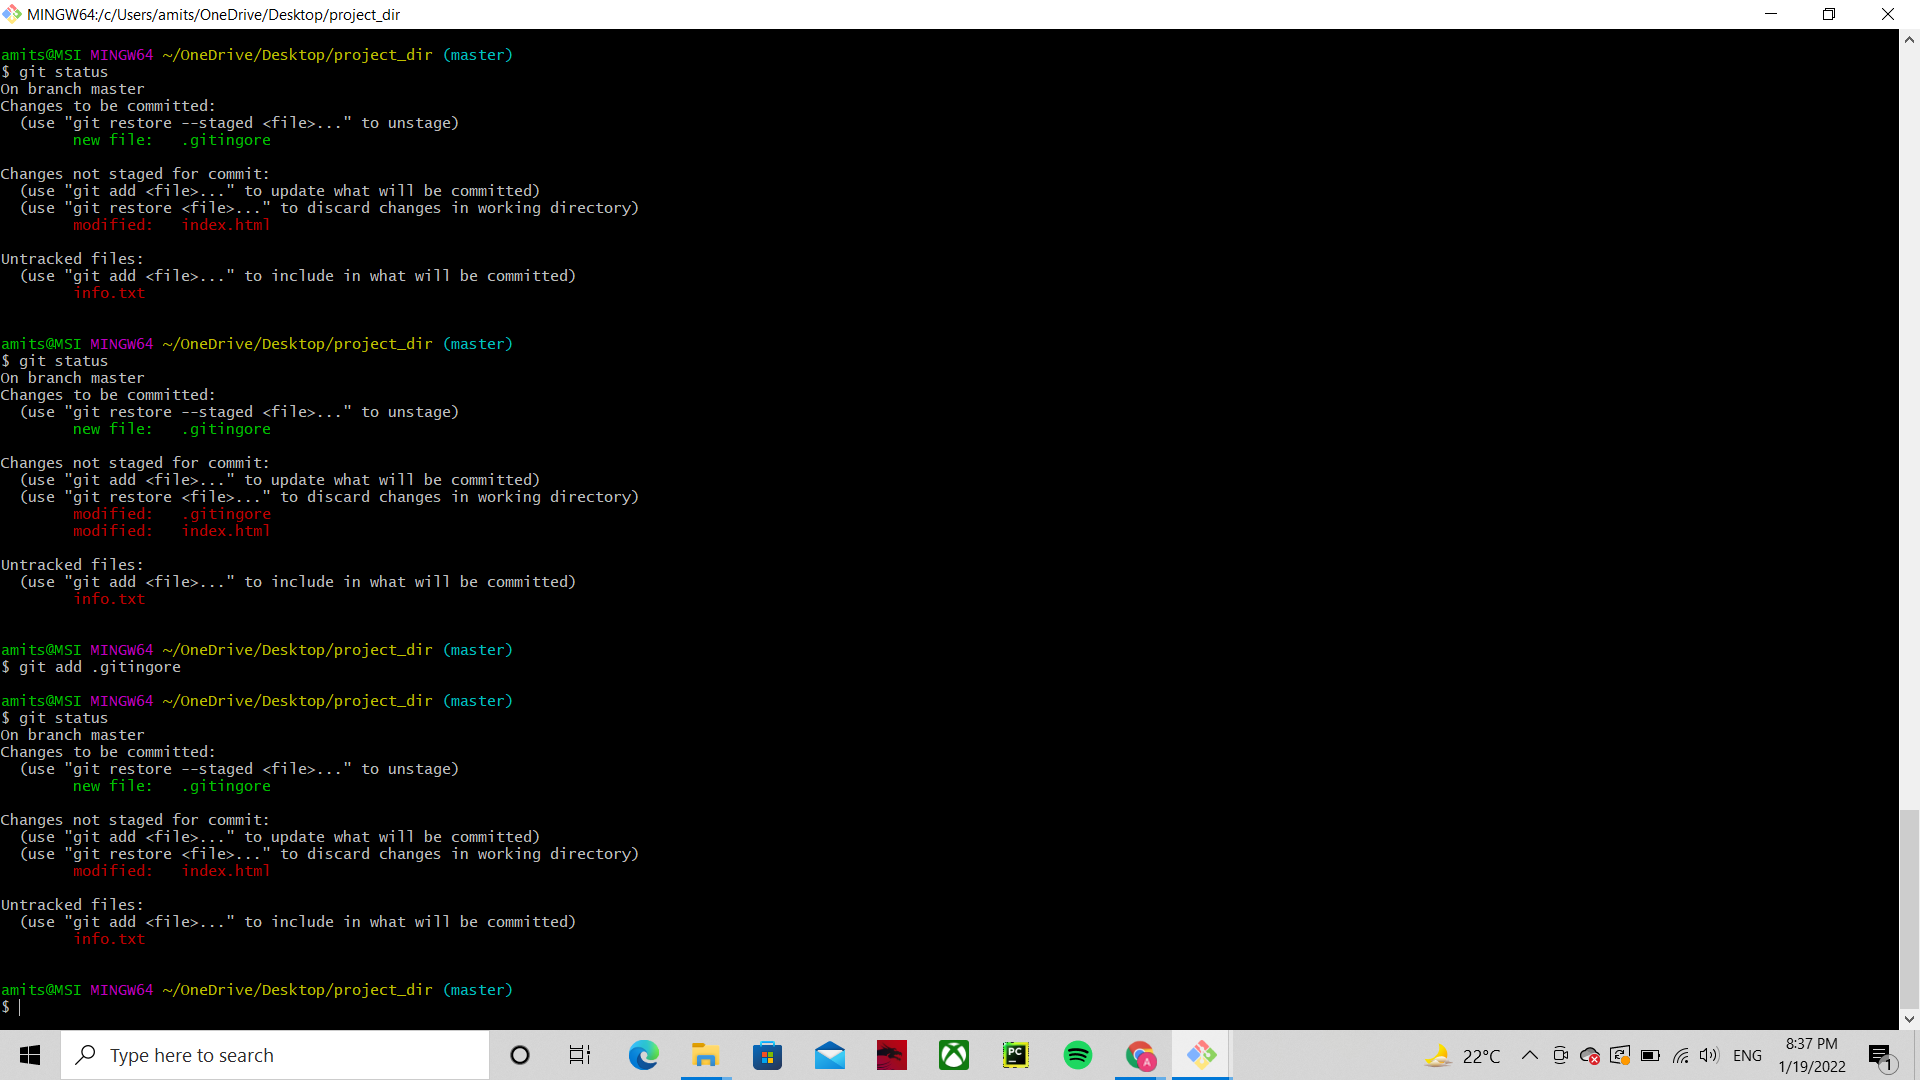 MINGW64:/c/Users/amits/OneDrive/Desktop/project_dir
amits@MSI MINGW64 ~/OneDrive/Desktop/project_dir (master)
$ git status
On branch master
Changes to be committed:
  (use "git restore --staged <file>..." to unstage)
        new file:   .gitingore

Changes not staged for commit:
  (use "git add <file>..." to update what will be committed)
  (use "git restore <file>..." to discard changes in working directory)
        modified:   index.html

Untracked files:
  (use "git add <file>..." to include in what will be committed)
        info.txt

amits@MSI MINGW64 ~/OneDrive/Desktop/project_dir (master)
$ git status
On branch master
Changes to be committed:
  (use "git restore --staged <file>..." to unstage)
        new file:   .gitingore

Changes not staged for commit:
  (use "git add <file>..." to update what will be committed)
  (use "git restore <file>..." to discard changes in working directory)
        modified:   .gitingore
        modified:   index.html

Untracked files:
  (use "git add <file>..." to include in what will be committed)
        info.txt

amits@MSI MINGW64 ~/OneDrive/Desktop/project_dir (master)
$ git add .gitingore

amits@MSI MINGW64 ~/OneDrive/Desktop/project_dir (master)
$ git status
On branch master
Changes to be committed:
  (use "git restore --staged <file>..." to unstage)
        new file:   .gitingore

Changes not staged for commit:
  (use "git add <file>..." to update what will be committed)
  (use "git restore <file>..." to discard changes in working directory)
        modified:   index.html

Untracked files:
  (use "git add <file>..." to include in what will be committed)
        info.txt

amits@MSI MINGW64 ~/OneDrive/Desktop/project_dir (master)
$
Type here to search
PC
A
22°C
ENG
8:37 PM
1/19/2022
1